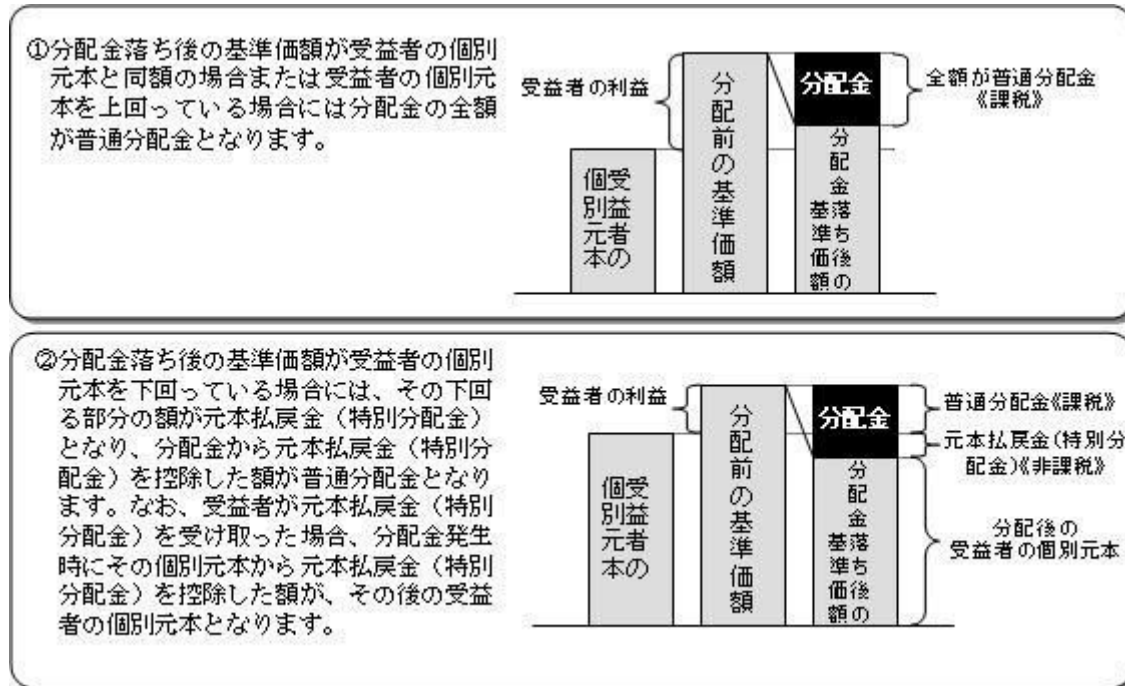 ①分配金落ち後の基準価額が受益者の個別
元本と同額の場合または受益者の個別元
本を上回っている場合には分配金の全額
が普通分配金となります。
受益者の利益
個別元本
受益者の
分配前の基準価額
分配金
基準価額
分配金落ち後の
全額が普通分配金
《課税》
②分配金落ち後の基準価額が受益者の個別
元本を下回っている場合には、その下回
る部分の額が元本払戻金（特別分配金）
となり、分配金から元本払戻金（特別分
配金）を控除した額が普通分配金となり
ます。なお、受益者が元本払戻金（特別
分配金）を受け取った場合、分配金発生
時にその個別元本から元本払戻金（特別
分配金）を控除した額が、その後の受益
者の個別元本となります。
受益者の利益
個別元本
受益者の
分配前の基準価額
分配金
基準価額
分配金落ち後の
普通分配金《課税》
元本払戻金(特別分
配金)《非課税》
分配後の
受益者の個別元本